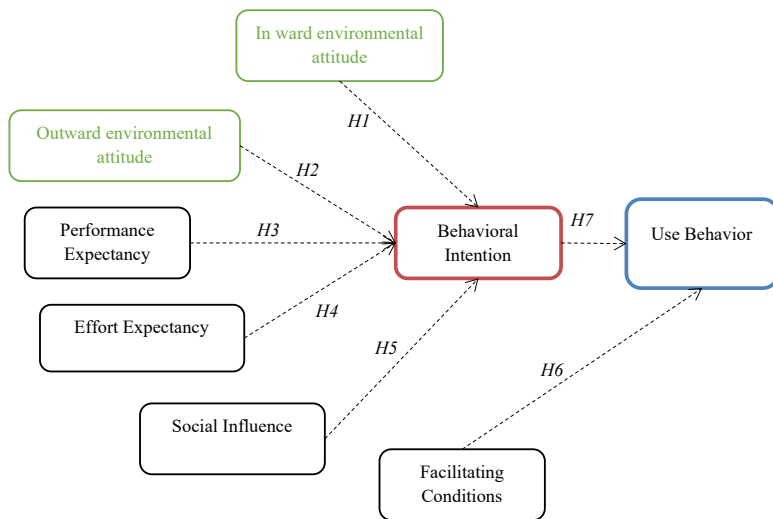 In ward environmental
attitude
H1
Outward environmental
attitude
H2
Performance
Expectancy
H3
Behavioral
Intention
H7
Use Behavior
Effort Expectancy
H4
H5
H6
Social Influence
Facilitating
Conditions